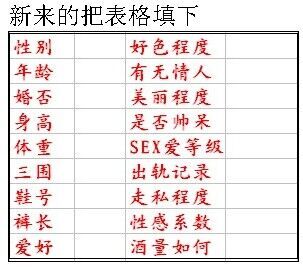 新来的把表格填下
性别 好色程度
年龄 有无情人
婚否 美丽程度
身高 是否帅呆
体重 SEX爱等级
三围 出轨记录
鞋号 走私程度
裤长 性感系数
爱好 酒量如何